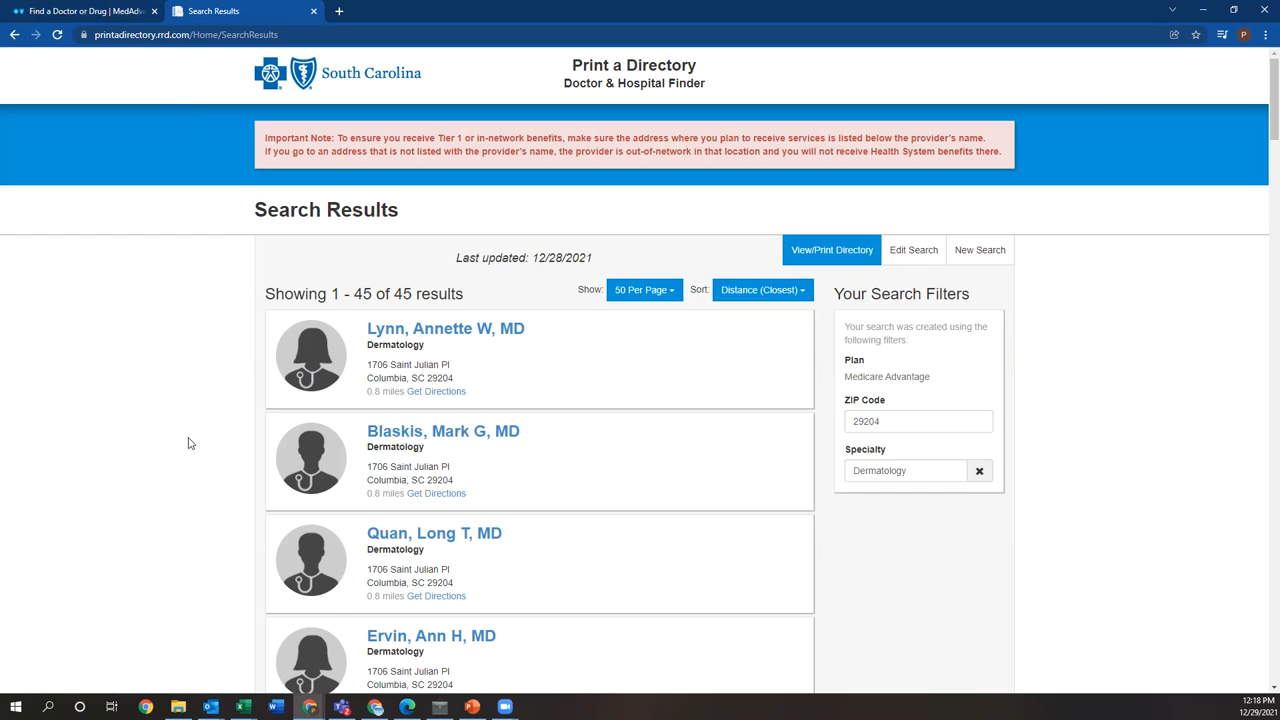 Find a Doctor or Drug | MedAdv
Search Results
printadirectory.rrd.com/Home/SearchResults
P
South Carolina
Print a Directory
Doctor & Hospital Finder
Important Note: To ensure you receive Tier 1 or in-network benefits, make sure the address where you plan to receive services is listed below the provider's name.
If you go to an address that is not listed with the provider's name, the provider is out-of-network in that location and you will not receive Health System benefits there.
Search Results
Last updated: 12/28/2021
View/Print Directory
Edit Search
New Search
Showing 1 - 45 of 45 results
Show: 50 Per Page
Sort: Distance (Closest)
Your Search Filters
Lynn, Annette W, MD
Dermatology
1706 Saint Julian Pl
Columbia, SC 29204
0.8 miles Get Directions
Blaskis, Mark G, MD
Dermatology
1706 Saint Julian Pl
Columbia, SC 29204
0.8 miles Get Directions
Quan, Long T, MD
Dermatology
1706 Saint Julian Pl
Columbia, SC 29204
0.8 miles Get Directions
Ervin, Ann H, MD
Dermatology
1706 Saint Julian Pl
Columbia, SC 29204
Your search was created using the
following filters:
Plan
Medicare Advantage
ZIP Code
29204
Specialty
Dermatology
12:18 PM
12/29/2021